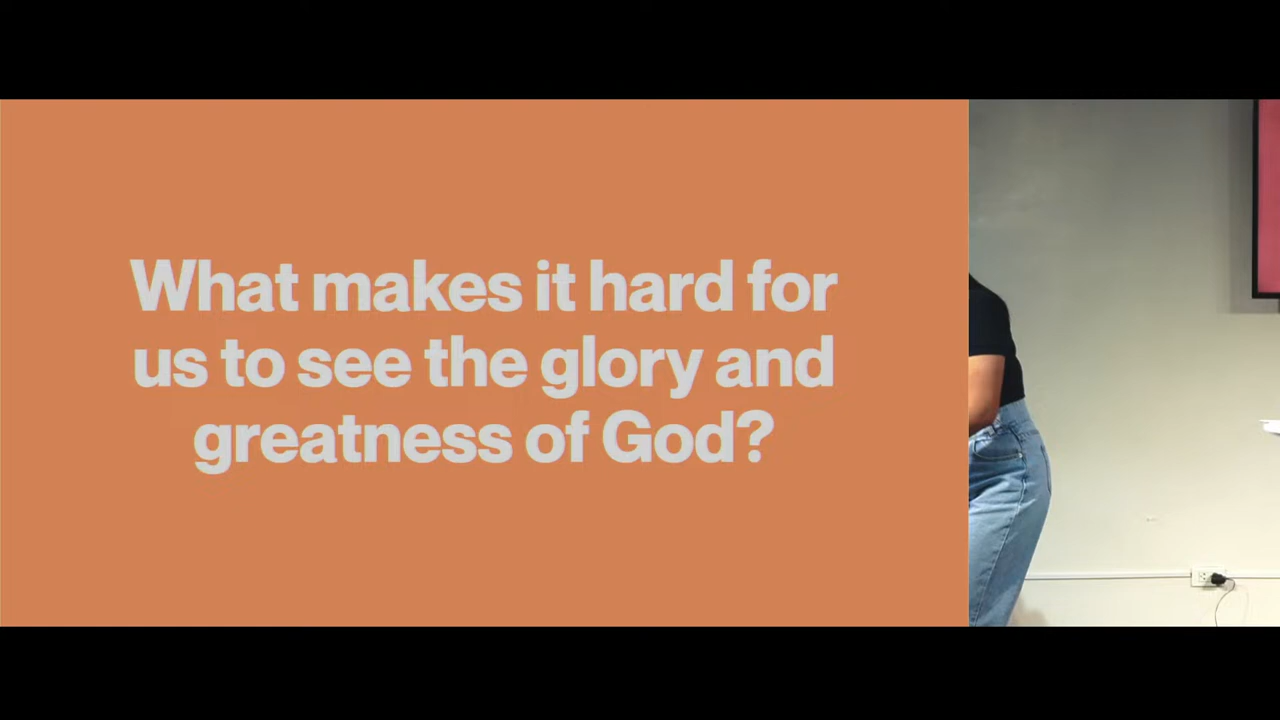 What makes it hard for
us to see the glory and
greatness of God?